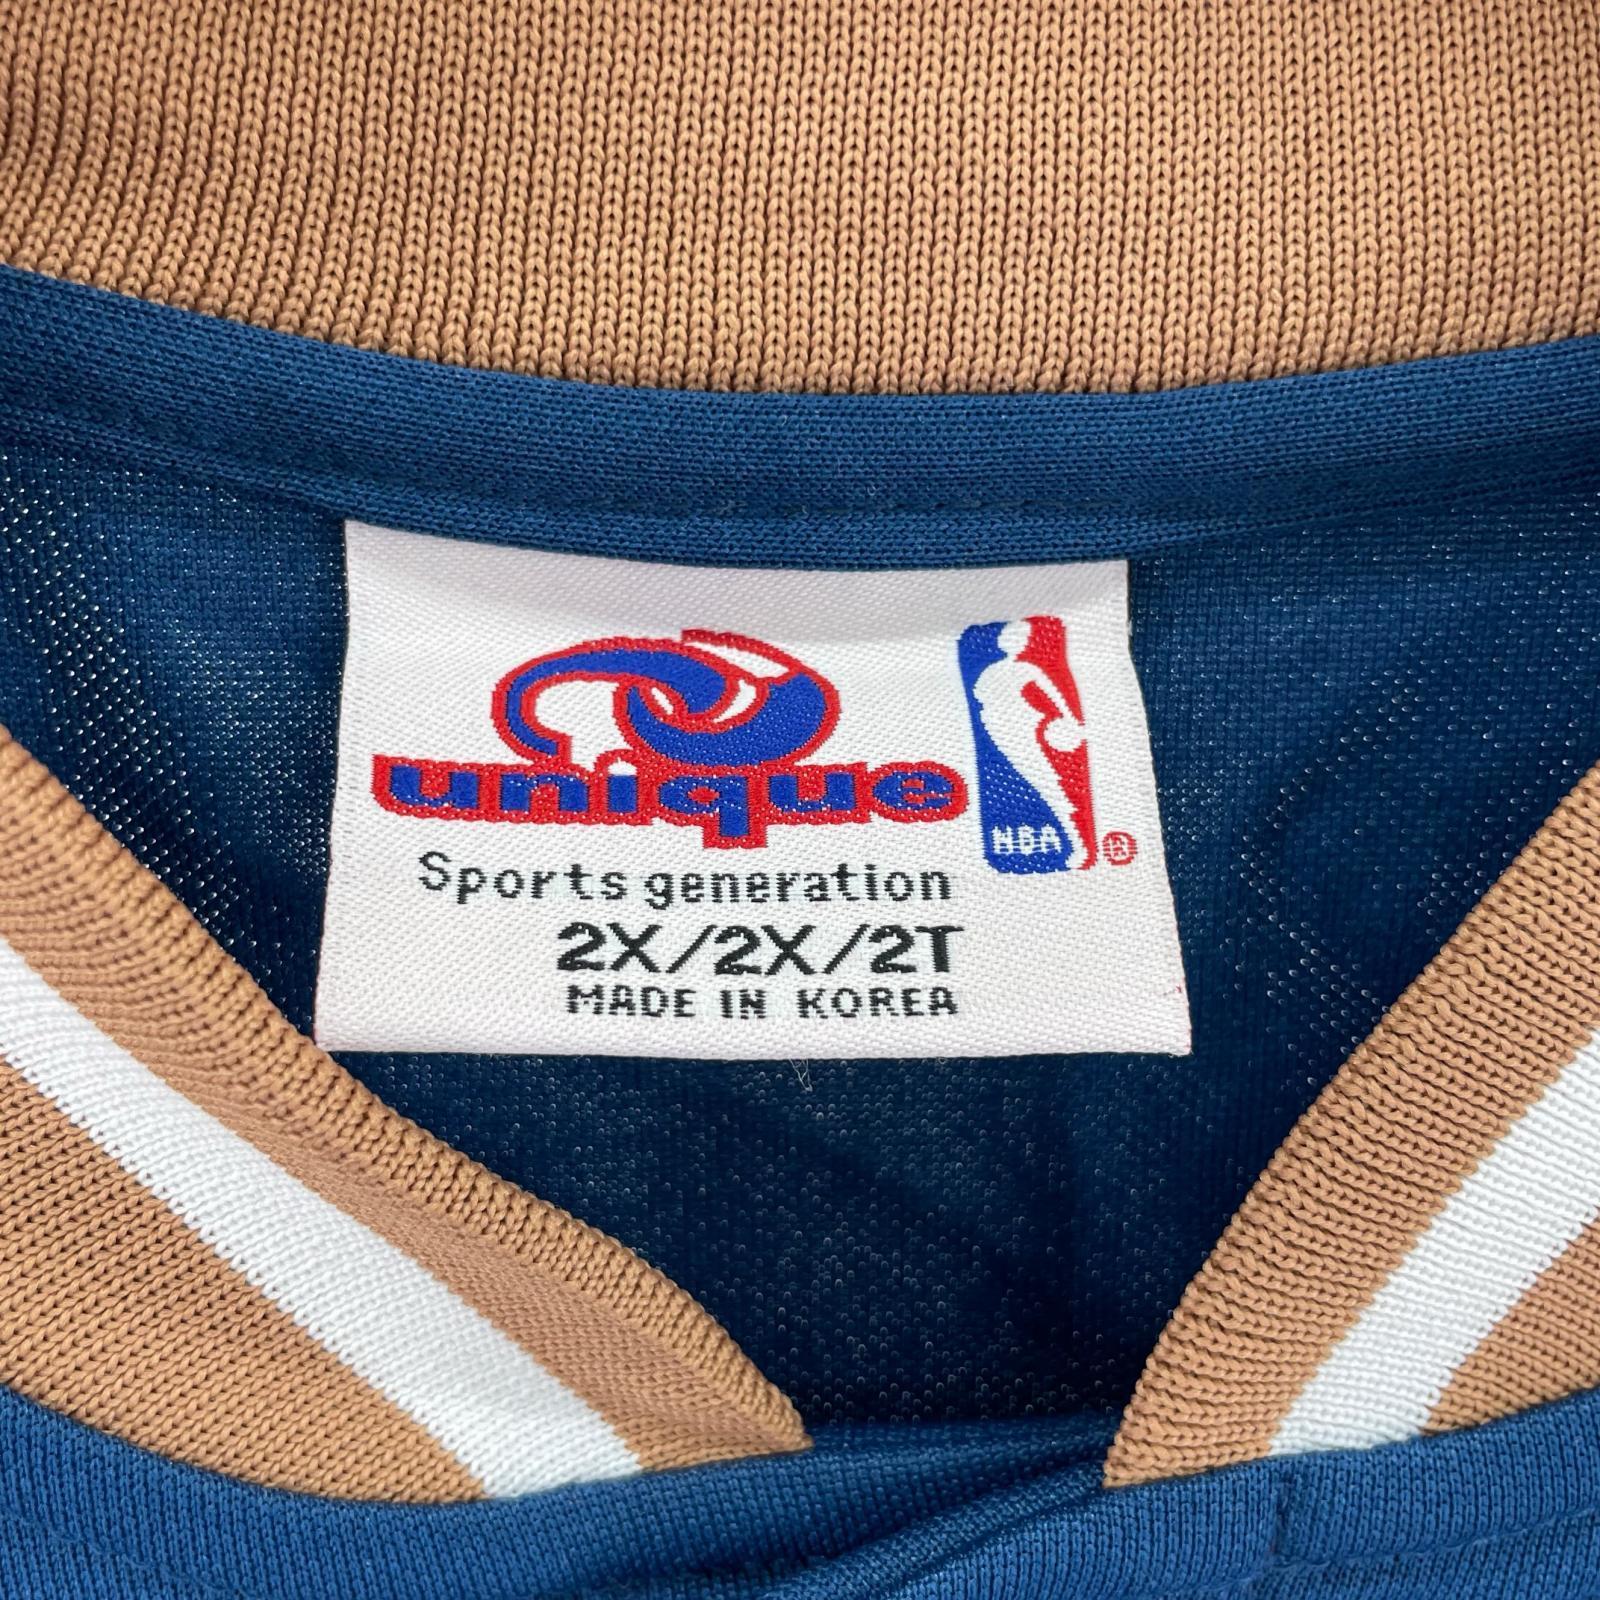 unique
NBA ®
Sports generation
2X/2X/2T
MADE IN KOREA